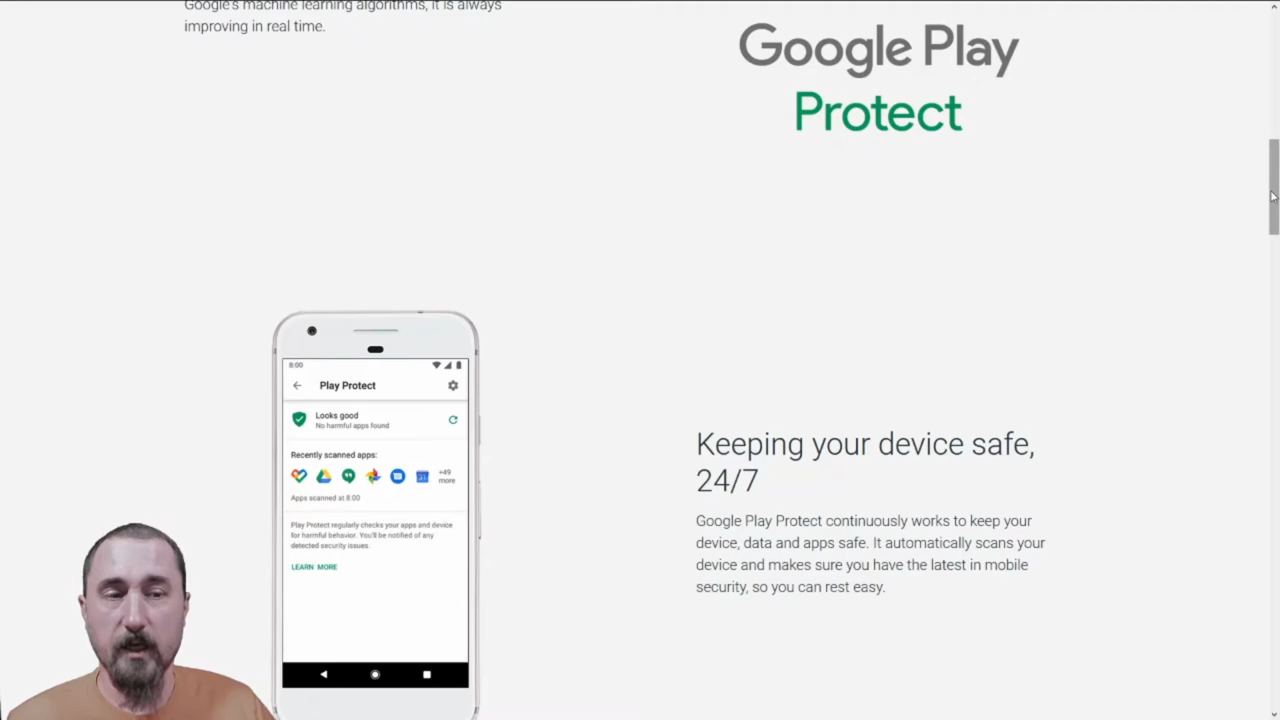 Google's machine learning algorithms, it is always
improving in real time.
Google Play
Protect
8:00
Play Protect
Looks good
No harmful apps found
Recently scanned apps:
+49
more
Apps scanned at 8:00
Play Protect regularly checks your apps and device
for harmful behavior. You'll be notified of any
detected security issues.
LEARN MORE
Keeping your device safe,
24/7
Google Play Protect continuously works to keep your
device, data and apps safe. It automatically scans your
device and makes sure you have the latest in mobile
security, so you can rest easy.